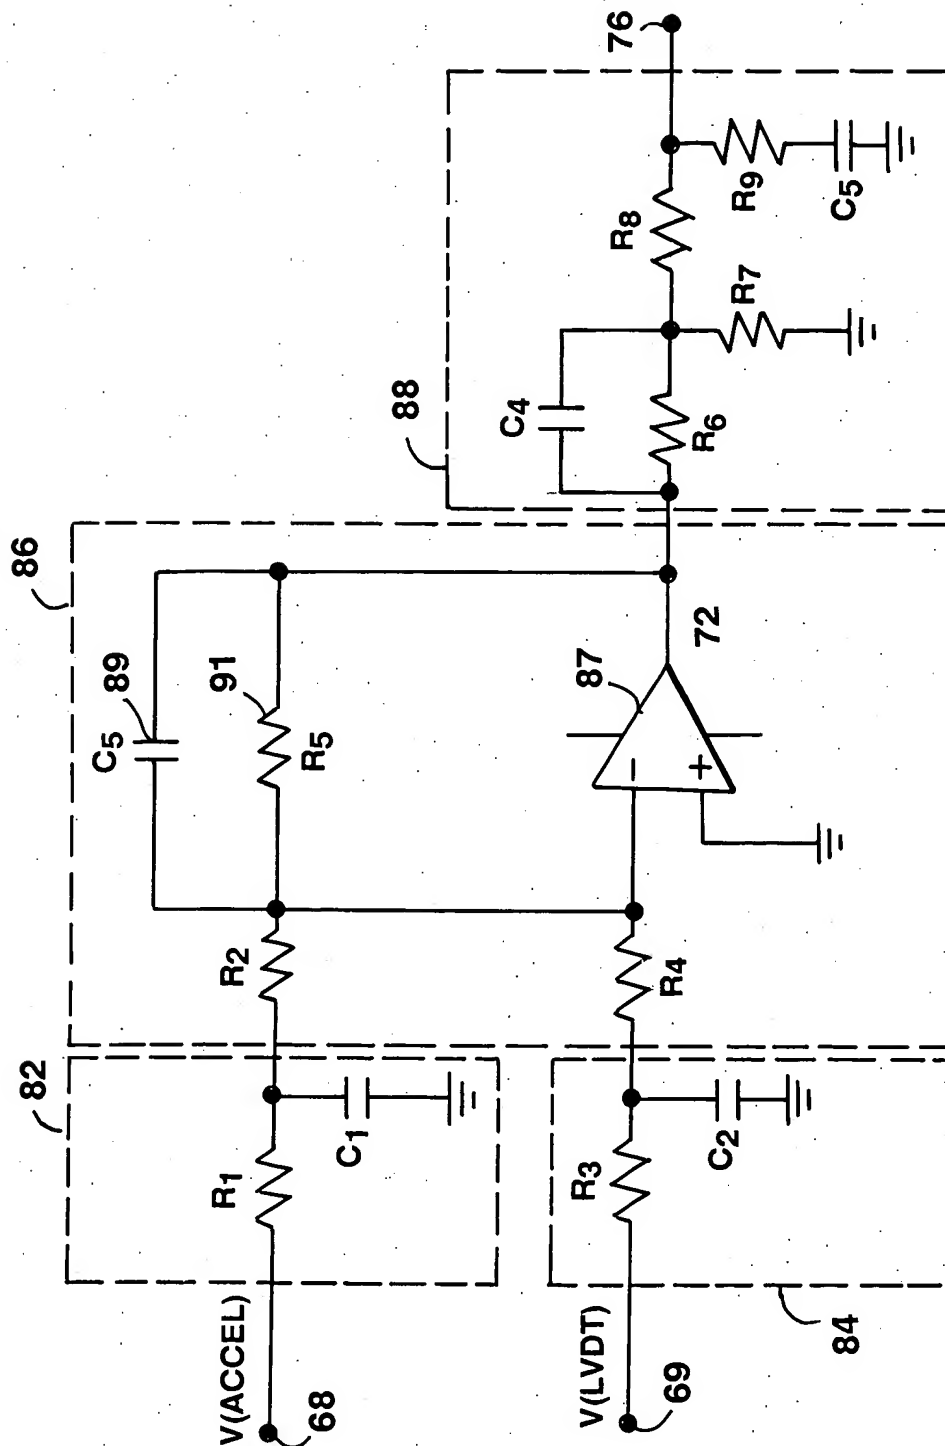 82
86
88
76
V(ACCEL)
68
R1
C1
R2
C5
89
91
R5
87
72
-
+
C4
R6
R7
R8
R9
C5
V(LVDT)
69
R3
C2
R4
84